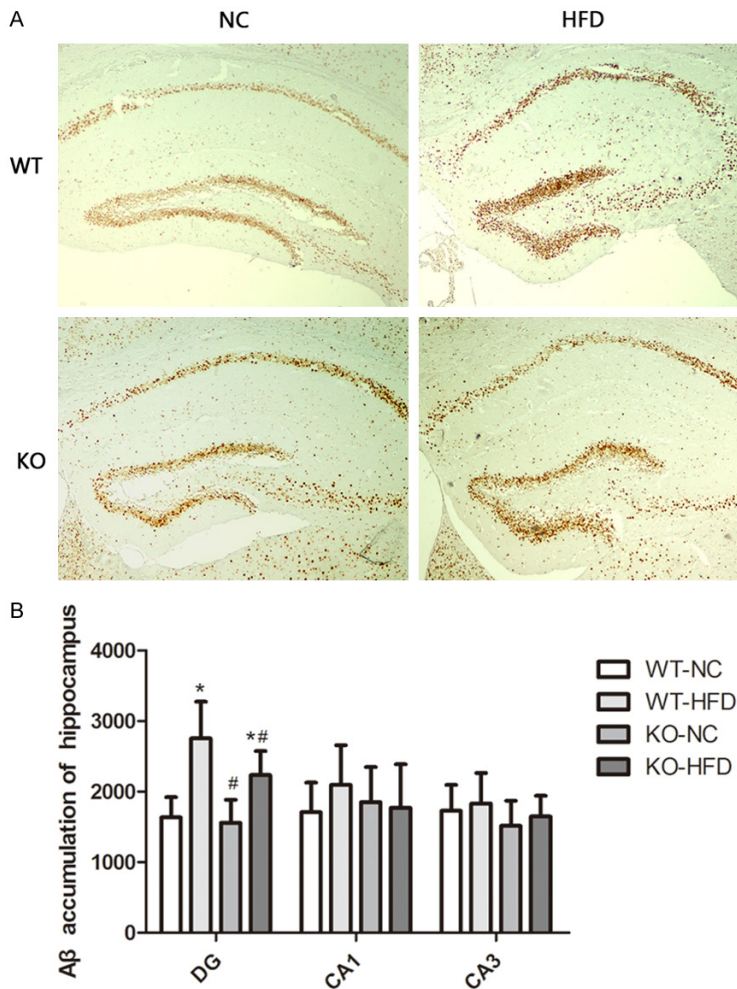 A
NC
HFD
WT
KO
B
Aβ accumulation of hippocampus
4000
3000
2000
1000
0
*
#
*#
DG
CA1
CA3
WT-NC
WT-HFD
KO-NC
KO-HFD